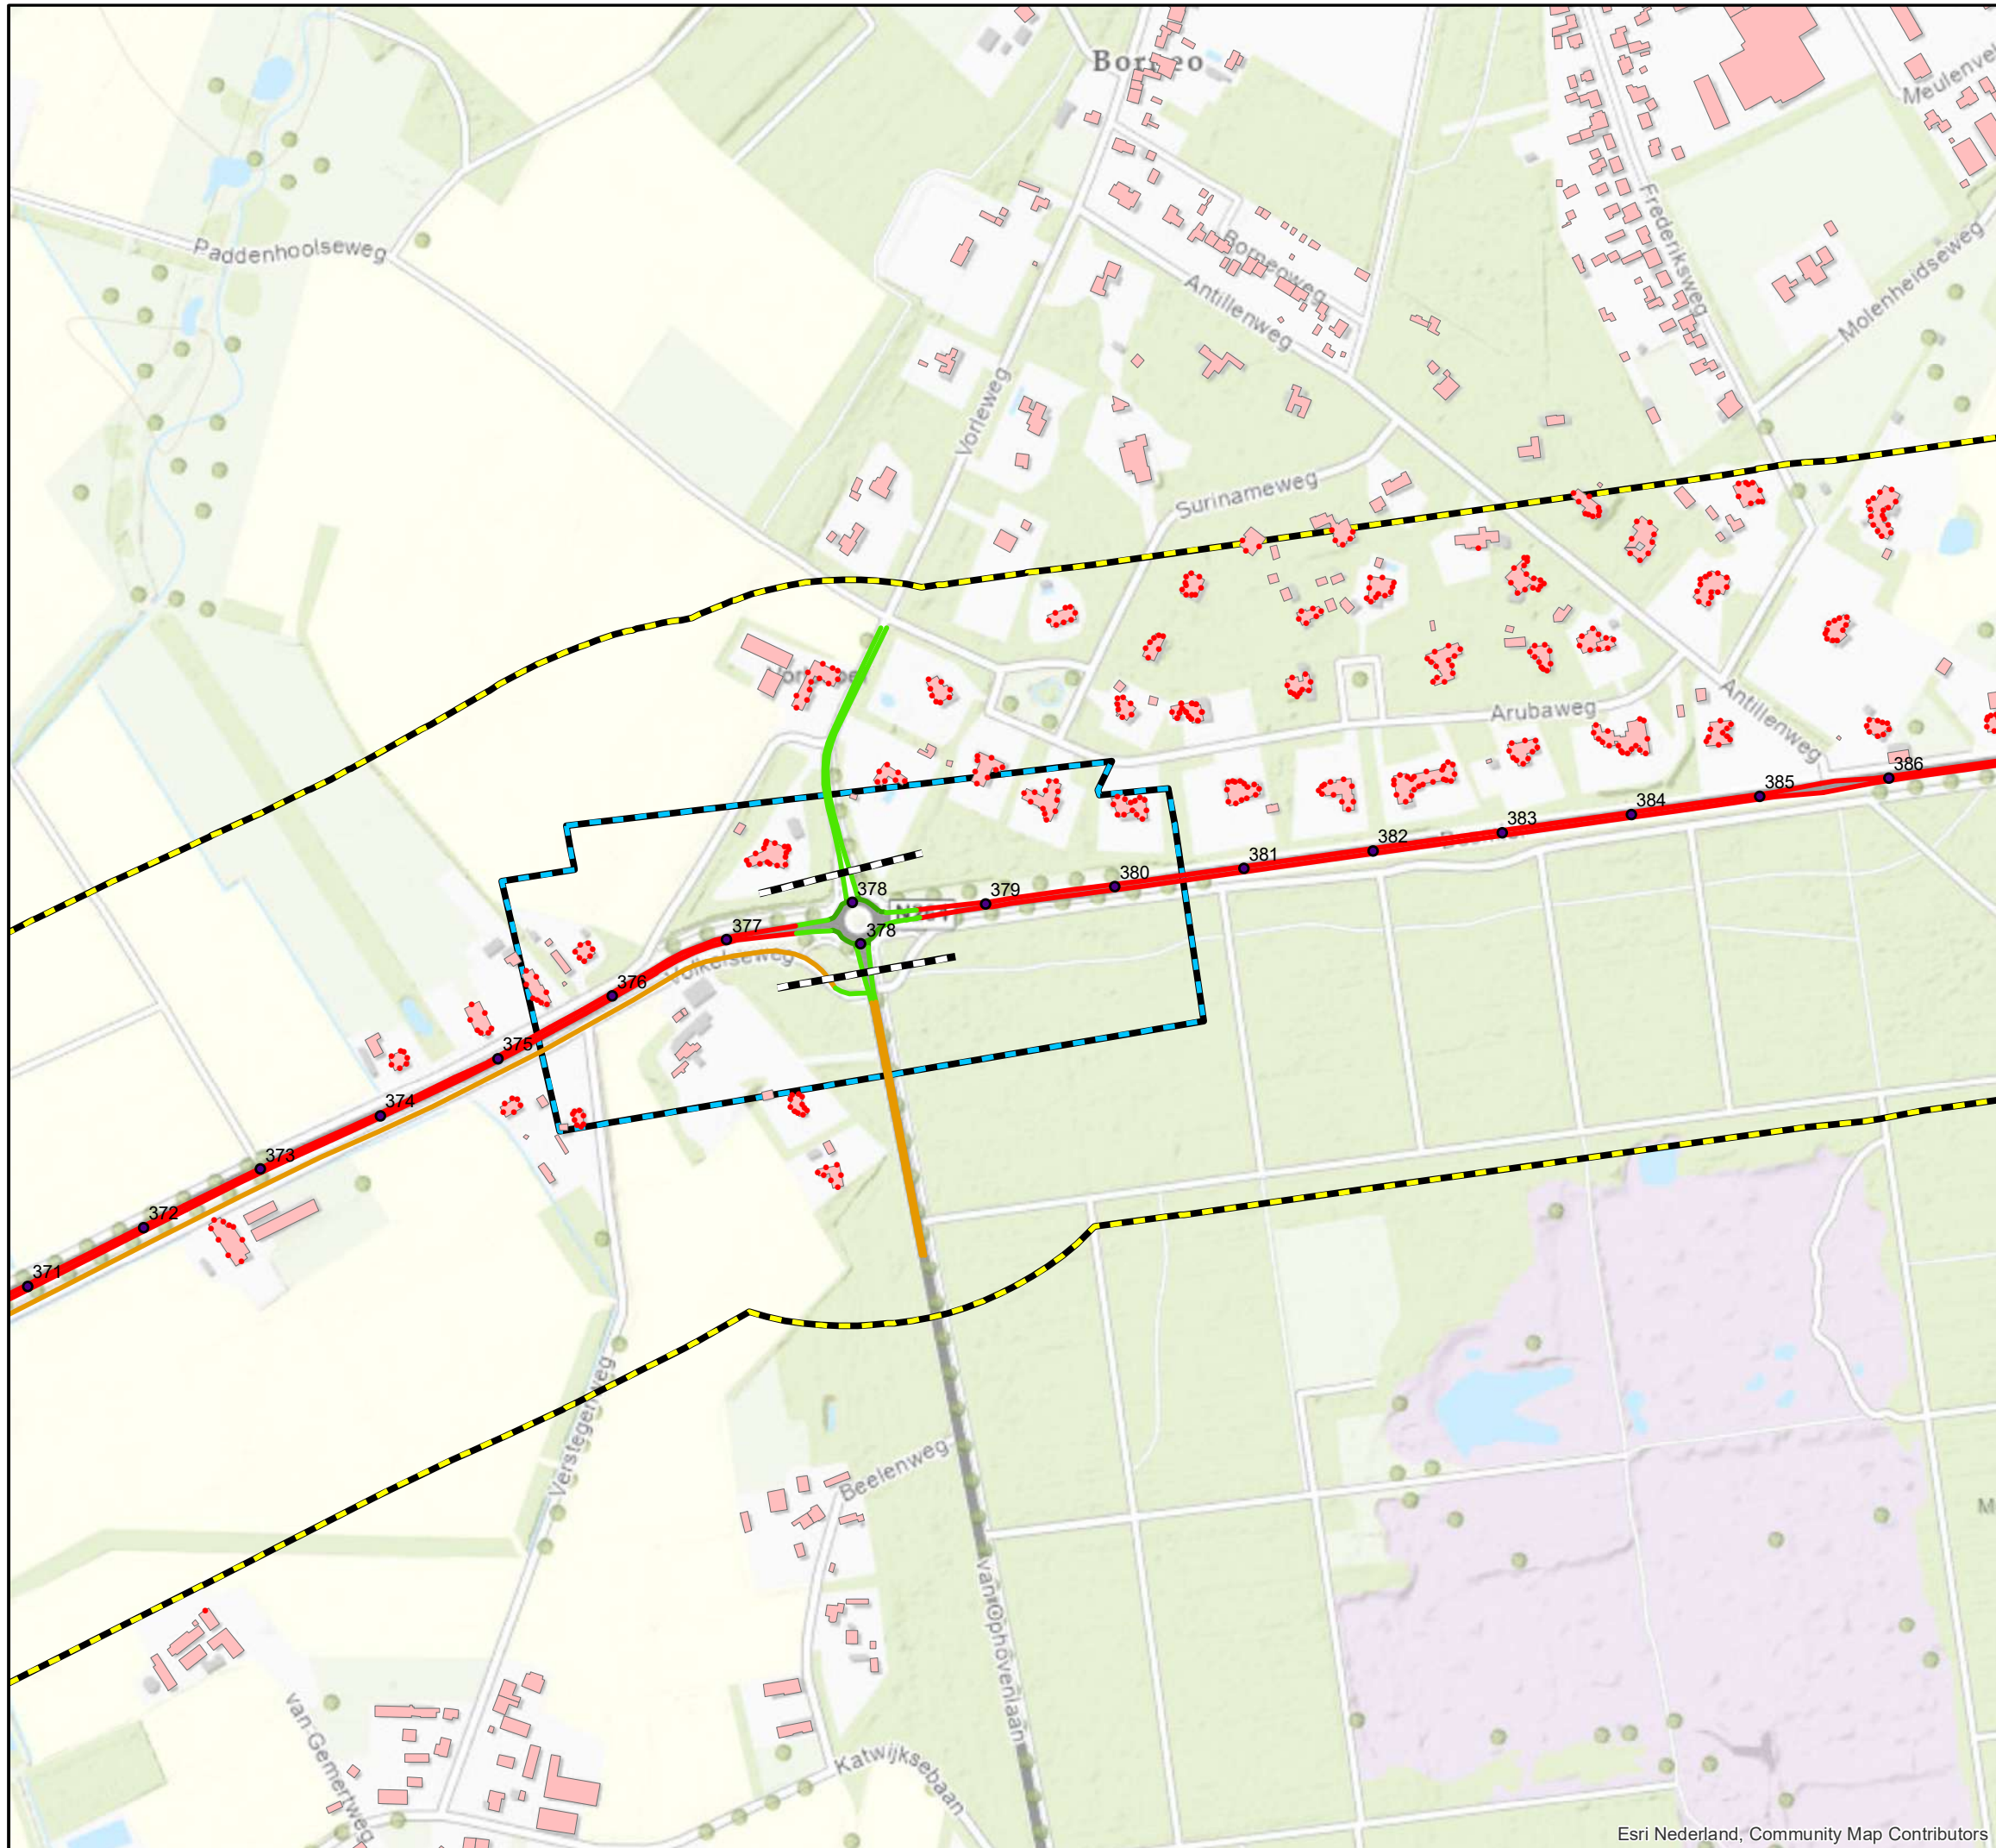 Borneo
Meulenvel
Paddenhoolseweg
Frederiksweg
Borneoweg
Antillenweg
Molenheidseweg
Vorleweg
Surinameweg
Arubaweg
Antillenweg
386
385
384
383
382
381
380
379
378
378
377
Volkelseweg
376
375
374
373
372
371
Verstegenweg
Beelenweg
van Ophovenlaan
M
van Gemertweg
Katwijksebaan
Esri Nederland, Community Map Contributors